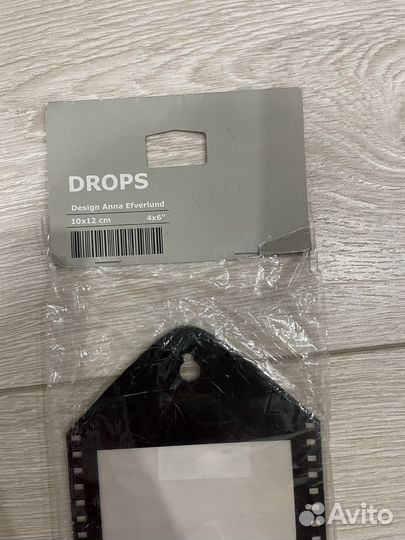 DROPS
Design Anna Efverlund
10x12 cm 4x6"
Avito